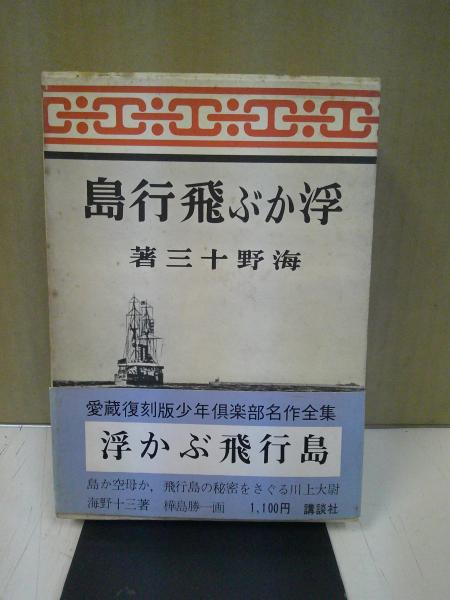 浮かぶ飛行島
海野十三著
愛蔵復刻版少年倶楽部名作全集
浮かぶ飛行島
島か空母か、飛行島の秘密をさぐる川上大尉
海野十三著 樺島勝一画 1,100円 講談社